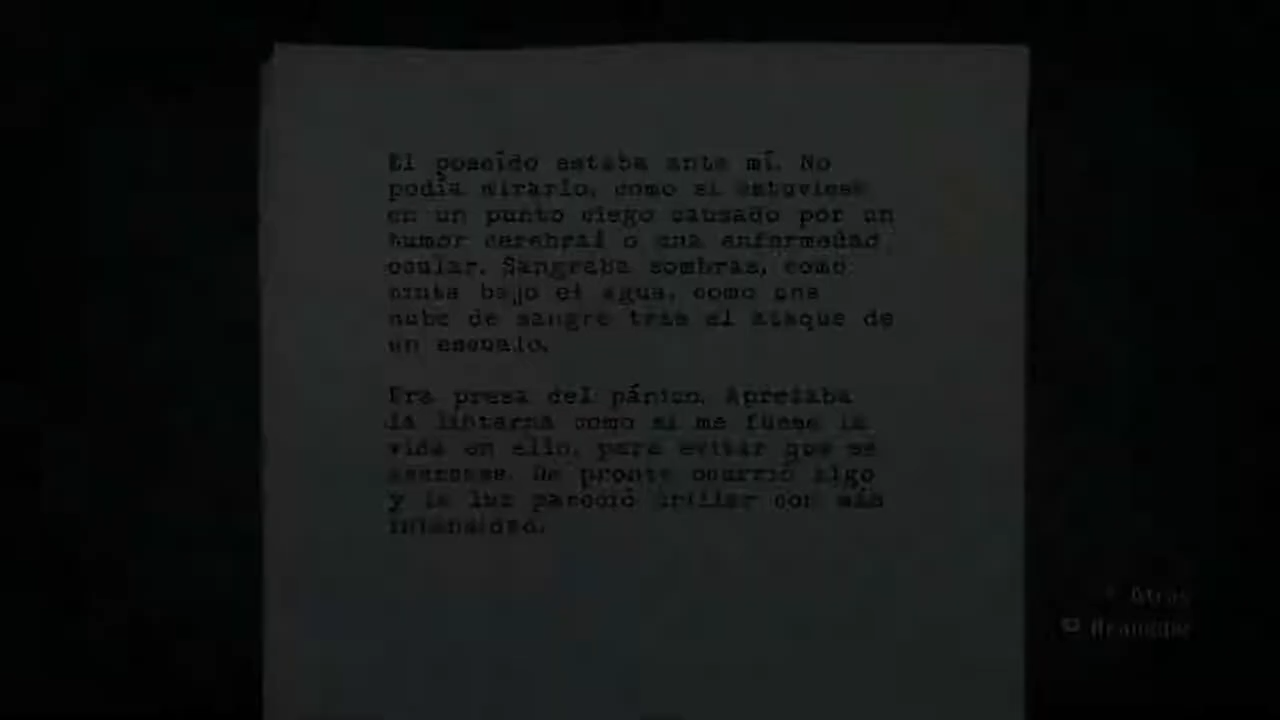 El poseído estaba ante mí. No
podía mirarlo, como si estuviese
en un punto ciego causado por un
tumor cerebral o una enfermedad
ocular. Sangraba sombras, como
tinta bajo el agua, como una
nube de sangre tras el ataque de
un escualo.
Era presa del pánico. Apretaba
la linterna como si me fuese la
vida en ello, para evitar que se
acercase. De pronto ocurrió algo
y la luz pareció brillar con más
intensidad.
Atrás
Reanudar